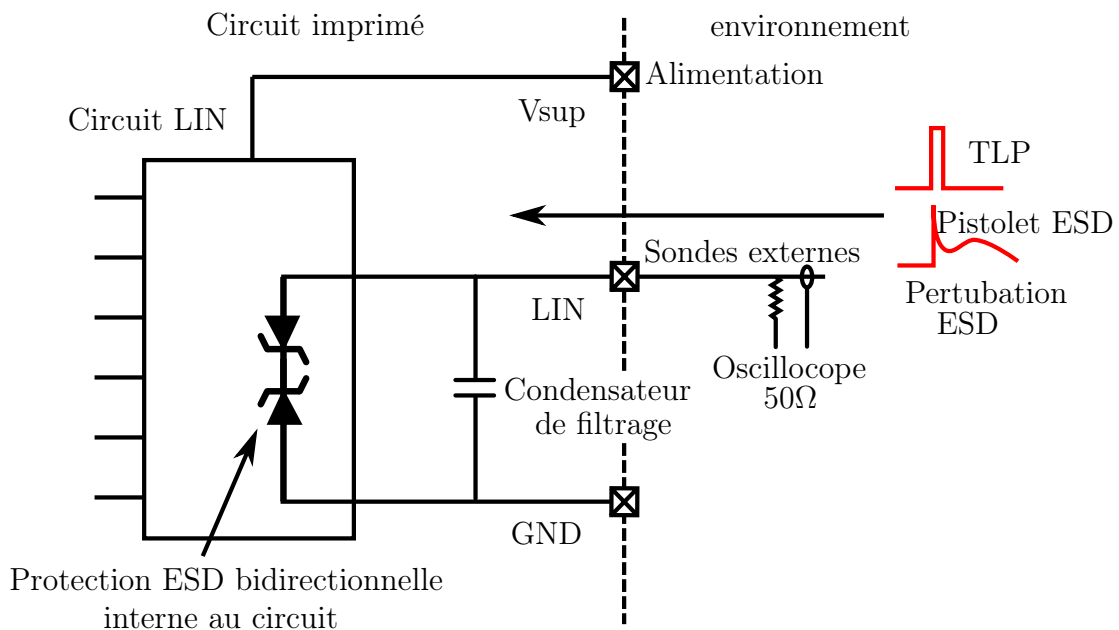 Circuit imprimé
environnement
Alimentation
Vsup
Circuit LIN
TLP
Pistolet ESD
Sondes externes
Pertubation
ESD
LIN
Oscillocope
50Ω
Condensateur
de filtrage
GND
Protection ESD bidirectionnelle
interne au circuit